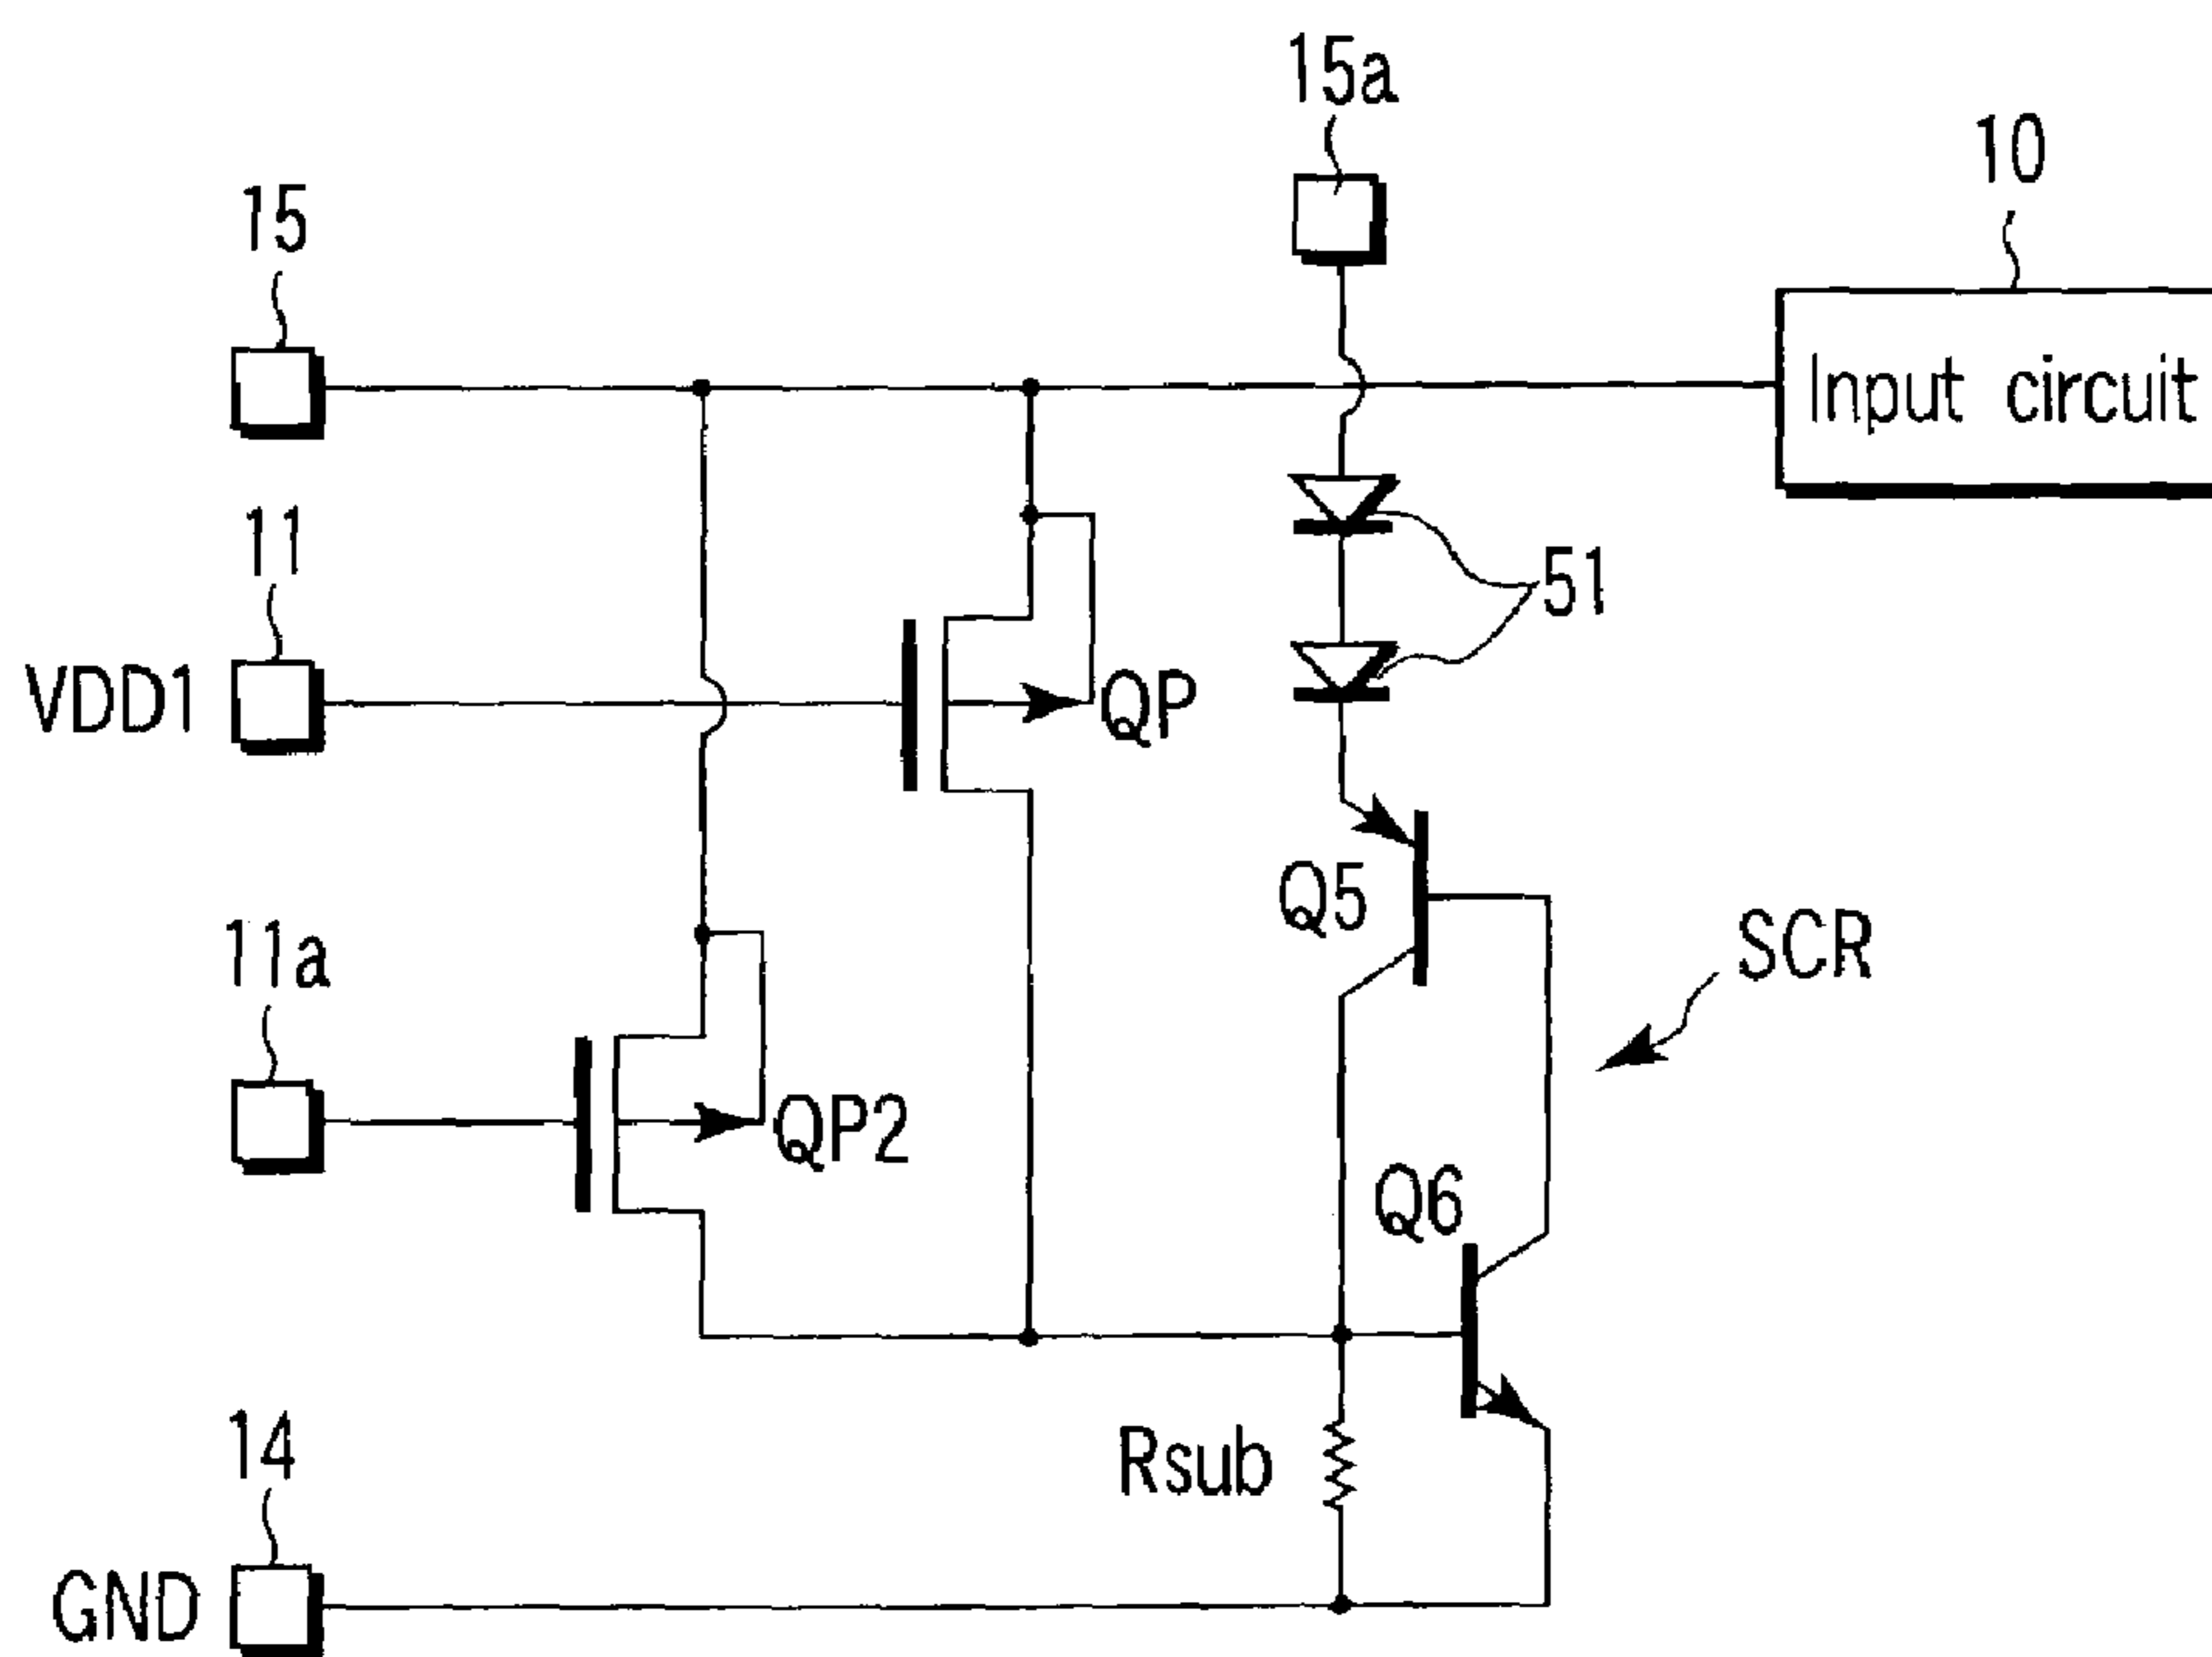 15a
10
15
Input circuit
11
51
VDD1
QP
Q5
11a
SCR
QP2
Q6
14
Rsub
GND